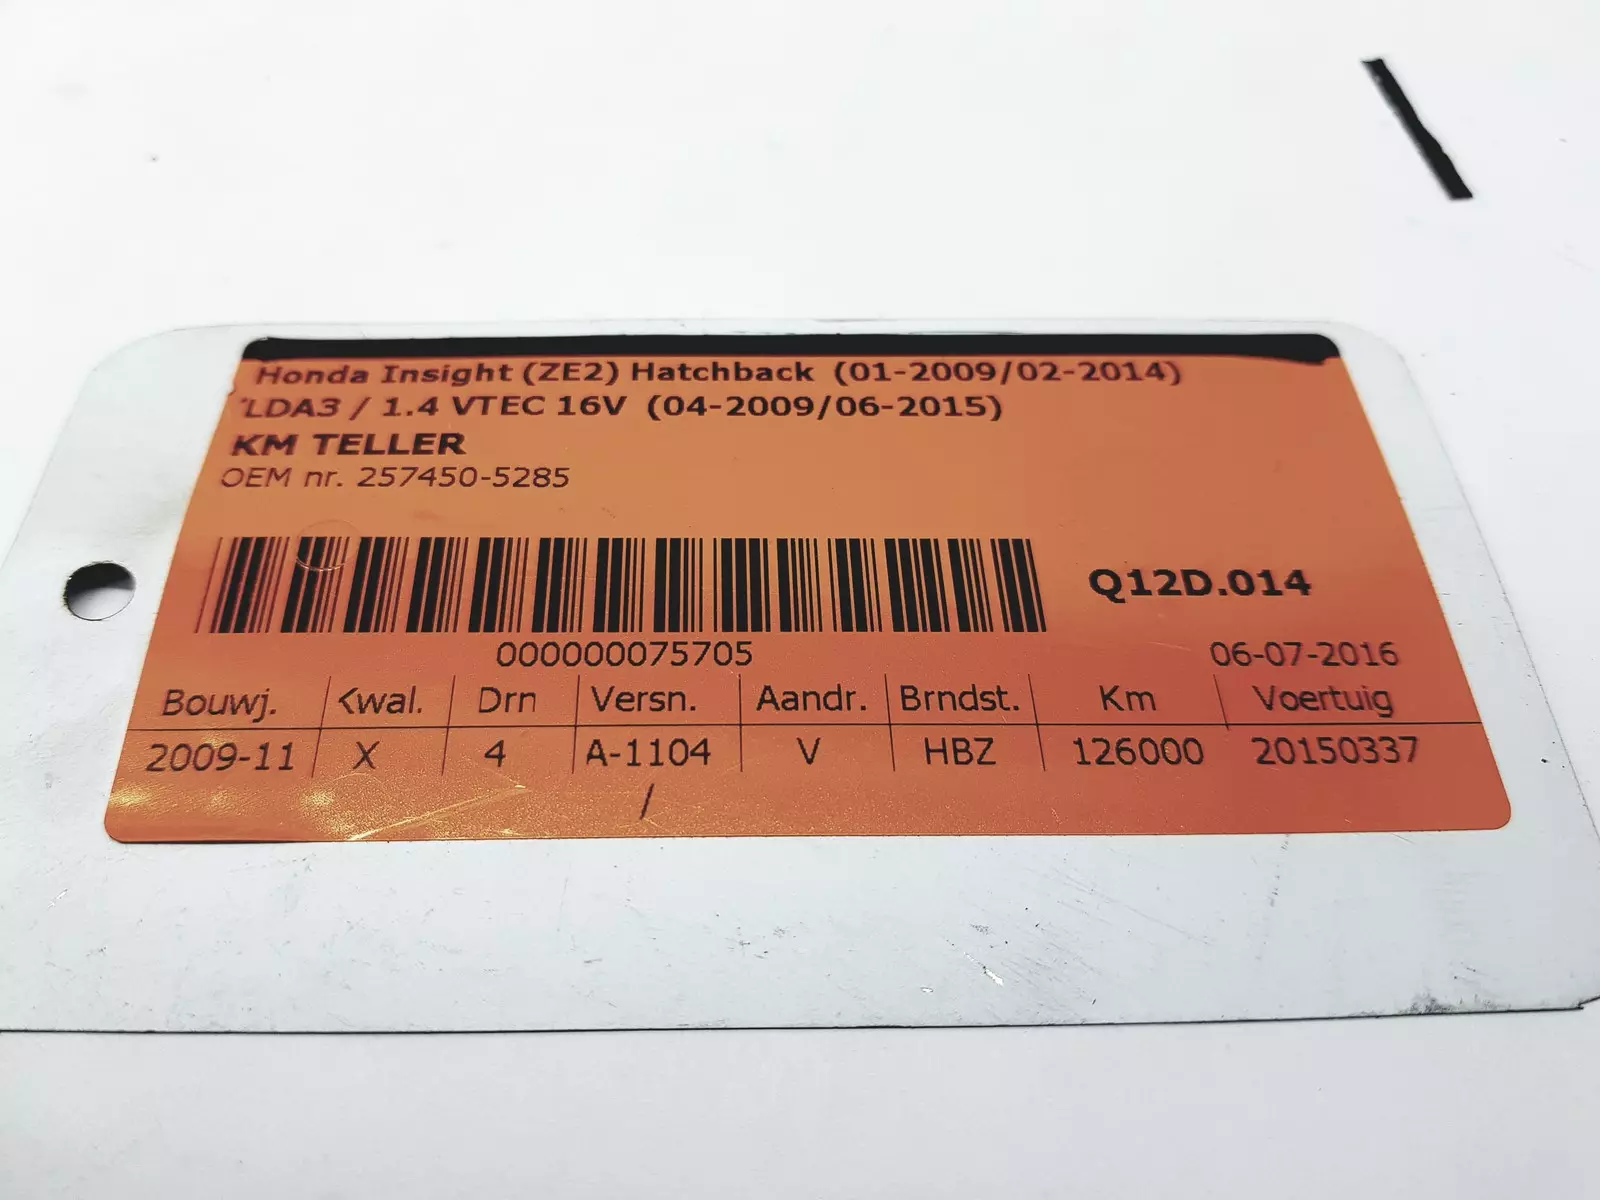 Honda Insight (ZE2) Hatchback (01-2009/02-2014)
LDA3 / 1.4 VTEC 16V (04-2009/06-2015)
KM TELLER
OEM nr. 257450-5285
Q12D.014
000000075705
06-07-2016
Bouwj. Kwal. Drn Versn. Aandr. Brndst. Km Voertuig
2009-11 X 4 A-1104 V HBZ 126000 20150337
/